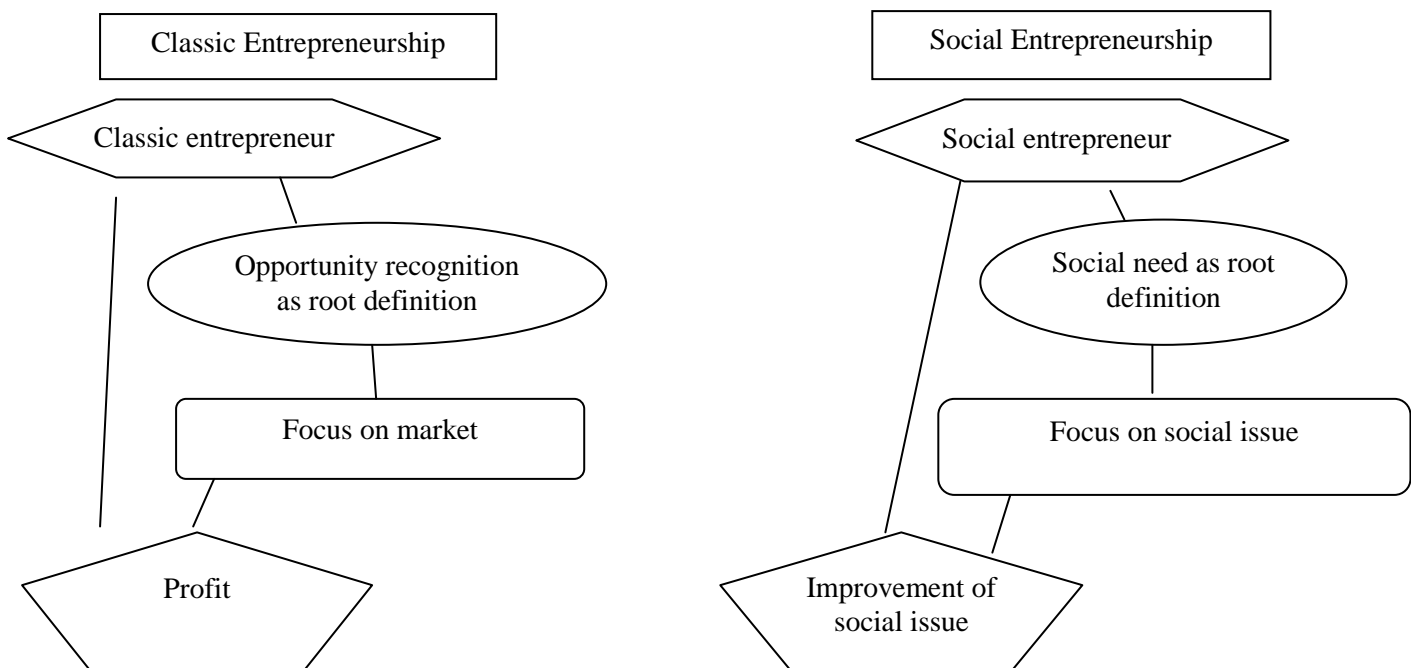 Classic Entrepreneurship
Classic entrepreneur
Opportunity recognition
as root definition
Focus on market
Profit
Social Entrepreneurship
Social entrepreneur
Social need as root
definition
Focus on social issue
Improvement of
social issue